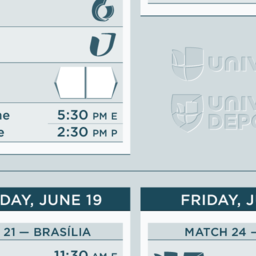 ne 5:30 PM E
e 2:30 PM P
UNIV
UNIV
DEPO
DAY, JUNE 19
FRIDAY, J
21 — BRASÍLIA
MATCH 24 –
11:30 AM E